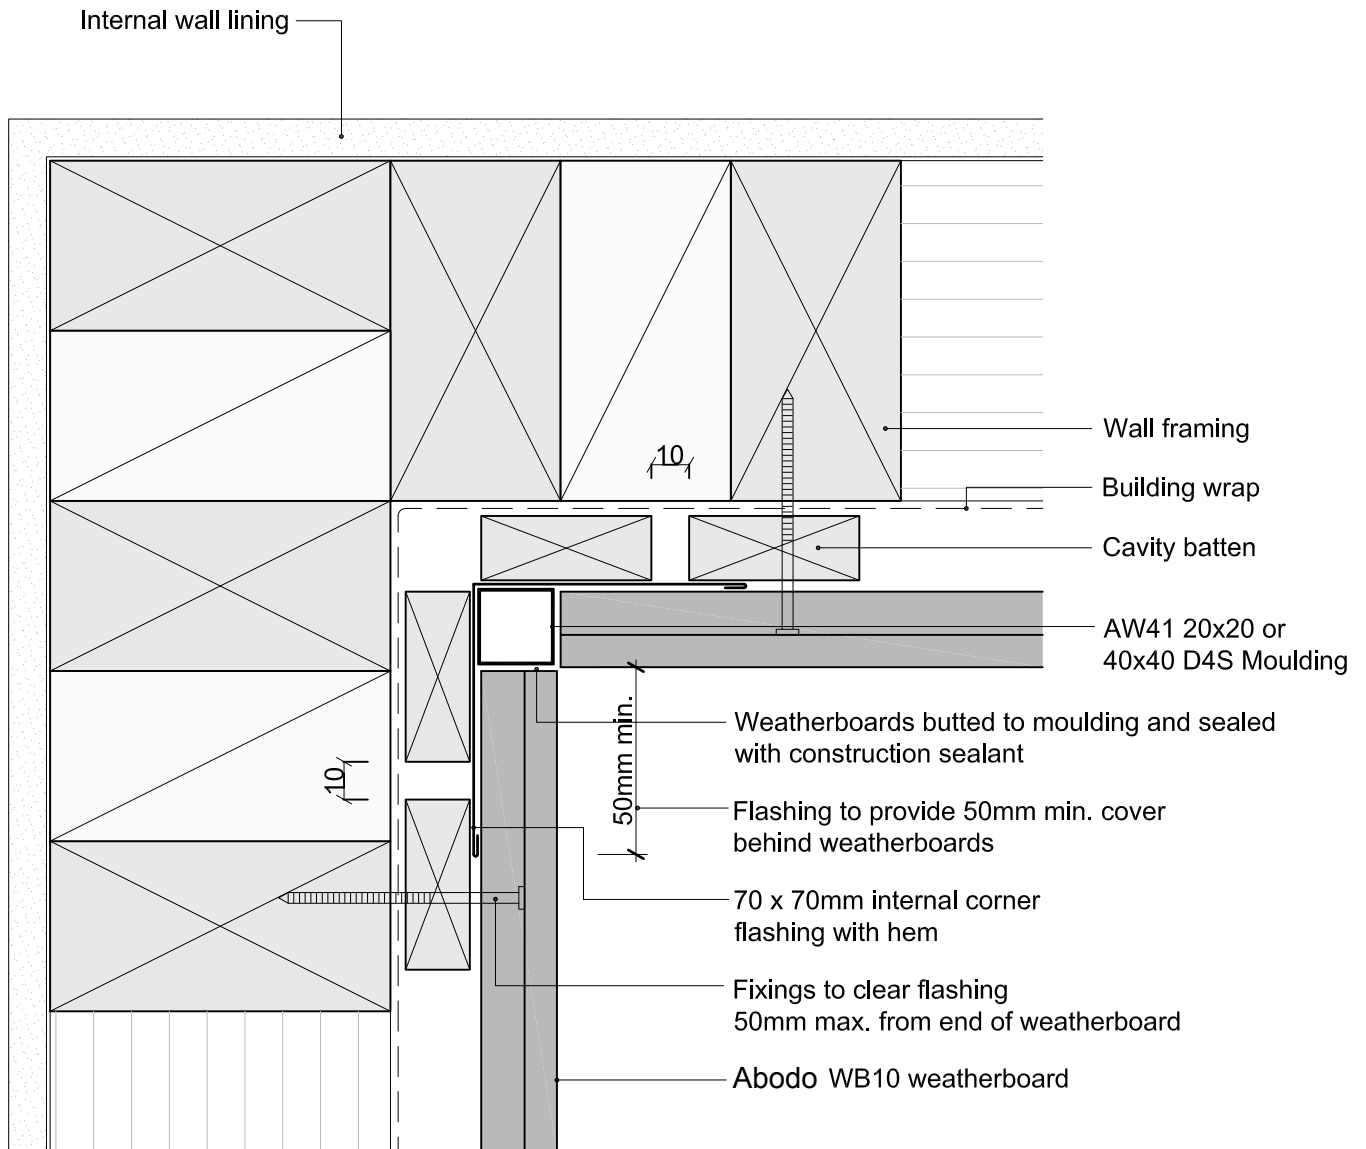 Internal wall lining
10
Wall framing
Building wrap
Cavity batten
AW41 20x20 or
40x40 D4S Moulding
50mm min.
Weatherboards butted to moulding and sealed
with construction sealant
10
Flashing to provide 50mm min. cover
behind weatherboards
70 x 70mm internal corner
flashing with hem
Fixings to clear flashing
50mm max. from end of weatherboard
Abodo WB10 weatherboard